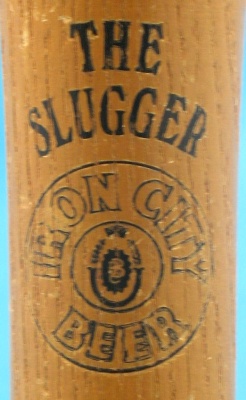 THE
SLUGGER
IRON CITY
BEER